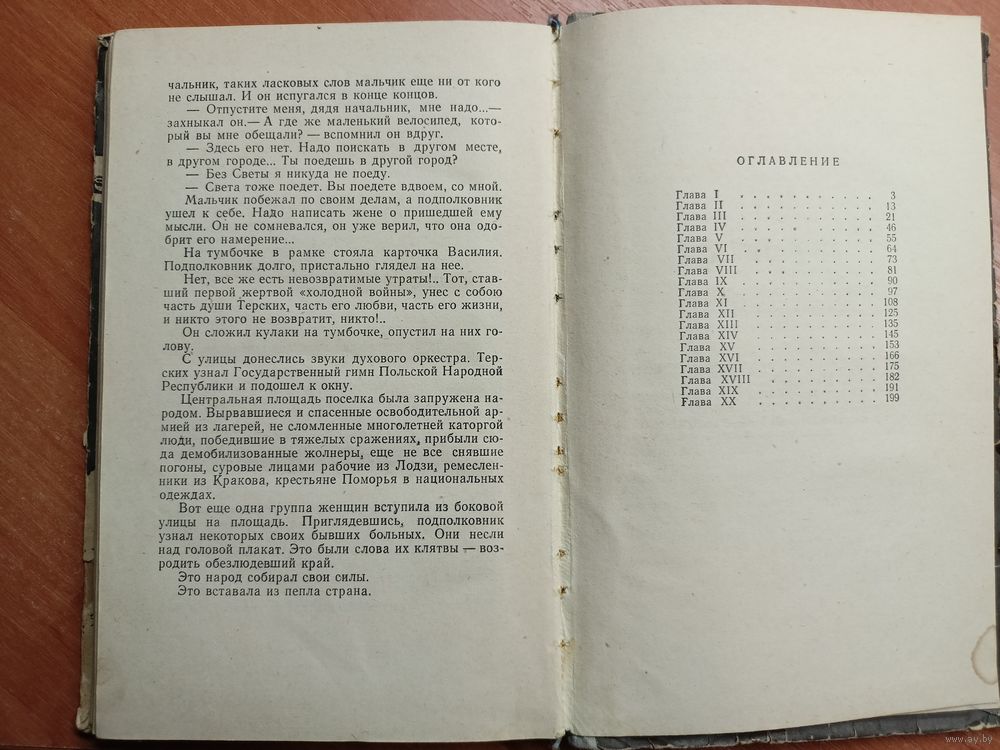 чальник, таких ласковых слов мальчик еще ни от кого
не слышал. И он испугался в конце концов.
— Отпустите меня, дядя начальник, мне надо...—
захныкал он.— А где же маленький велосипед, кото-
рый вы мне обещали? — вспомнил он вдруг.
— Здесь его нет. Надо поискать в другом месте,
в другом городе... Ты поедешь в другой город?
— Без Светы я никуда не поеду.
— Света тоже поедет. Вы поедете вдвоем, со мной.
Мальчик побежал по своим делам, а подполковник
ушел к себе. Надо написать жене о пришедшей ему
мысли. Он не сомневался, он уже верил, что она одо-
брит его намерение...
На тумбочке в рамке стояла карточка Василия.
Подполковник долго, пристально глядел на нее.
Нет, все же есть невозвратимые утраты!.. Тот, став-
ший первой жертвой «холодной войны», унес с собою
часть души Терских, часть его любви, часть его жизни,
и никто этого не возвратит, никто!..
Он сложил кулаки на тумбочке, опустил на них го-
лову.
С улицы донеслись звуки духового оркестра. Тер-
ских узнал Государственный гимн Польской Народной
Республики и подошел к окну.
Центральная площадь поселка была запружена на-
родом. Вырвавшиеся и спасенные освободительной ар-
мией из лагерей, не сломленные многолетней каторгой
люди, победившие в тяжелых сражениях, прибыли сю-
да демобилизованные жолнеры, еще не все снявшие
погоны, суровые лицами рабочие из Лодзи, ремеслен-
ники из Кракова, крестьяне Поморья в национальных
одеждах.
Вот еще одна группа женщин вступила из боковой
улицы на площадь. Приглядевшись, подполковник
узнал некоторых своих бывших больных. Они несли
над головой плакат. Это были слова их клятвы — воз-
родить обезлюдевший край.
Это народ собирал свои силы.
Это вставала из пепла страна.
ОГЛАВЛЕНИЕ
Глава I . . . . . . . . . . . 3
Глава II . . . . . . . . . . . 13
Глава III . . . . . . . . . . . 21
Глава IV . . . . . . . . . . . 46
Глава V . . . . . . . . . . . 55
Глава VI . . . . . . . . . . . 64
Глава VII . . . . . . . . . . 73
Глава VIII . . . . . . . . . . 81
Глава IX . . . . . . . . . . 90
Глава X . . . . . . . . . . 97
Глава XI . . . . . . . . . . 108
Глава XII . . . . . . . . . . 125
Глава XIII . . . . . . . . . . 135
Глава XIV . . . . . . . . . . 145
Глава XV . . . . . . . . . . 153
Глава XVI . . . . . . . . . . 166
Глава XVII . . . . . . . . . . 175
Глава XVIII . . . . . . . . . . 182
Глава XIX . . . . . . . . . . 191
Глава XX . . . . . . . . . . 199
www.ay.by